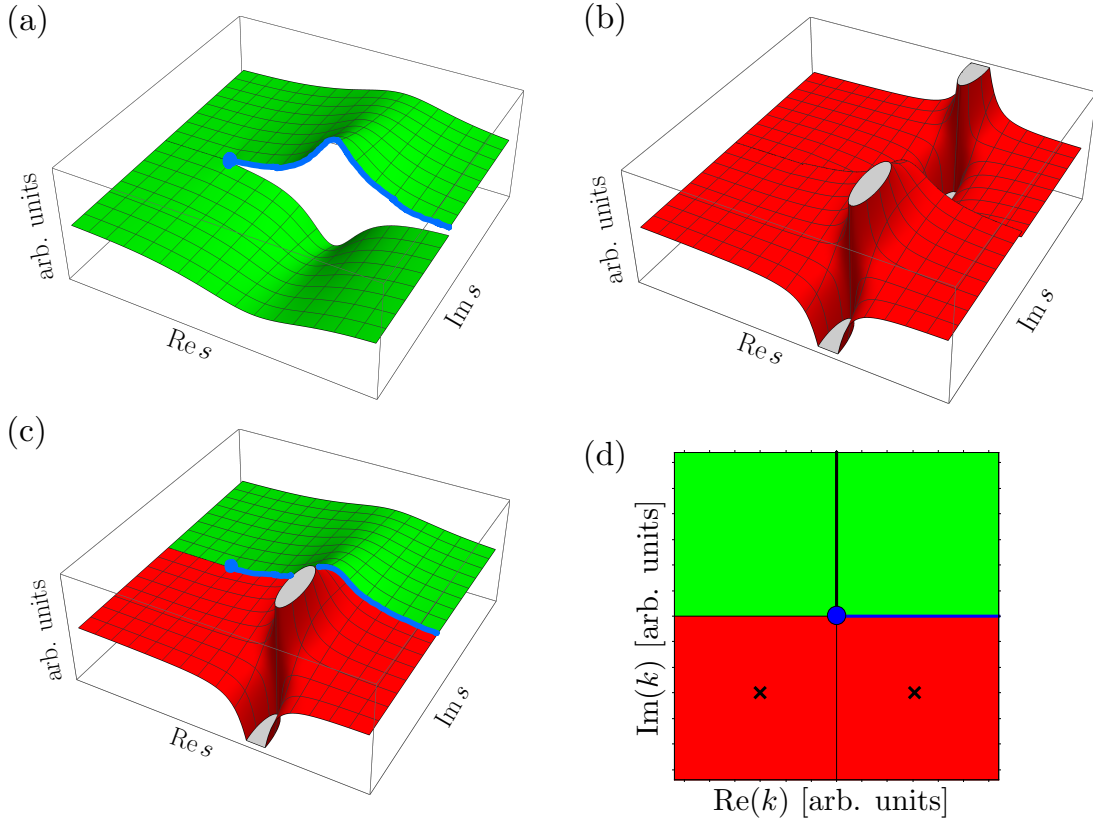 (a)
arb. units
Re s
Im s
(b)
arb. units
Re s
Im s
(c)
arb. units
Re s
Im s
(d)
Im(k) [arb. units]
Re(k) [arb. units]